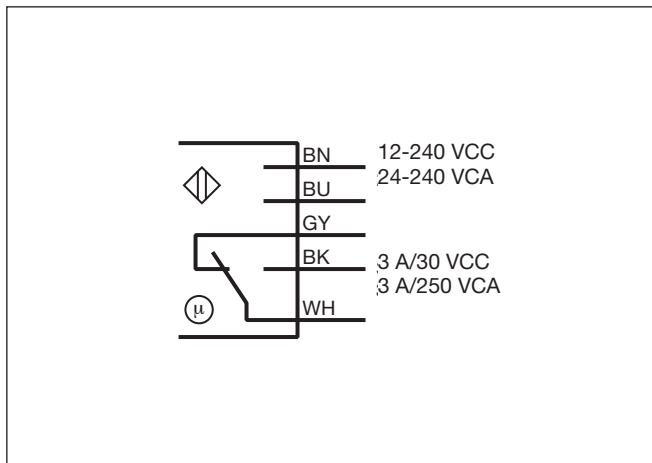 BN
12-240 VCC
24-240 VCA
BU
GY
BK
3 A/30 VCC
3 A/250 VCA
WH
µ